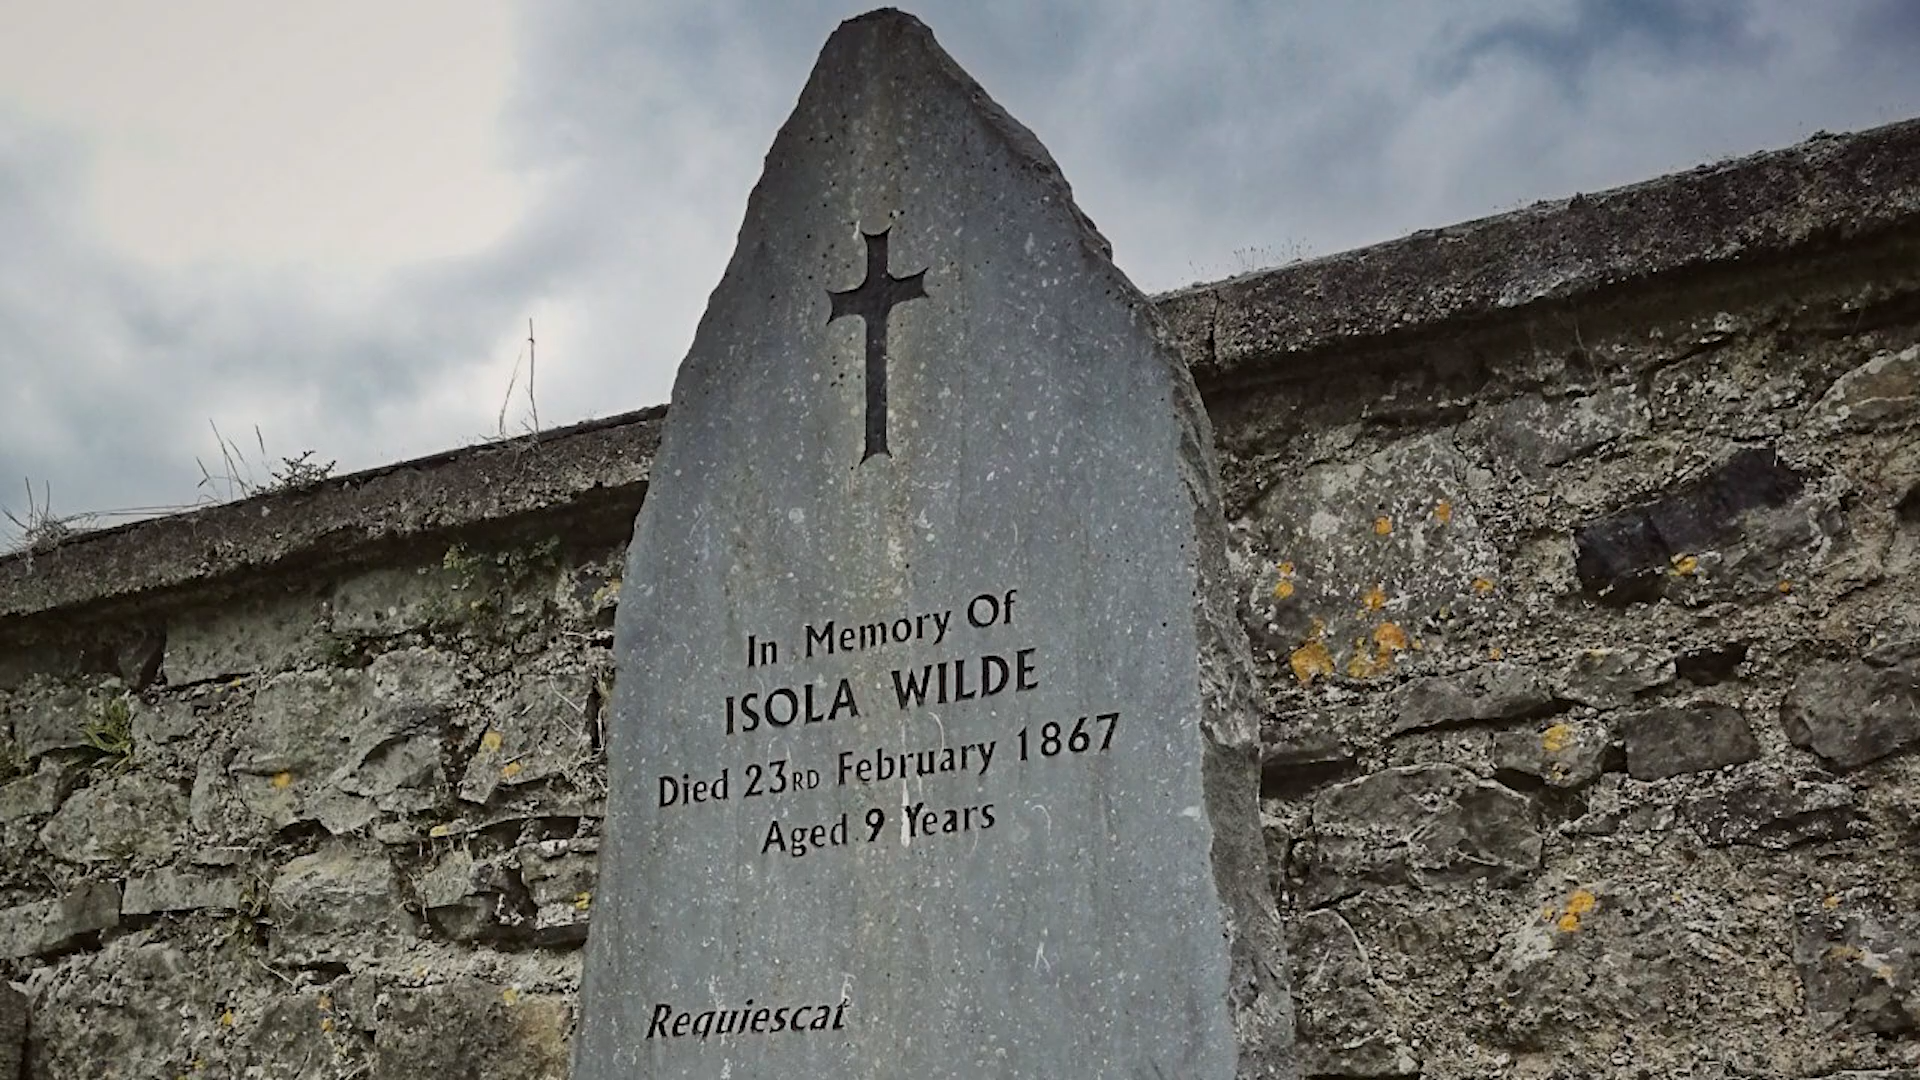 In Memory Of
ISOLA WILDE
Died 23RD February 1867
Aged 9 Years
Requiescat